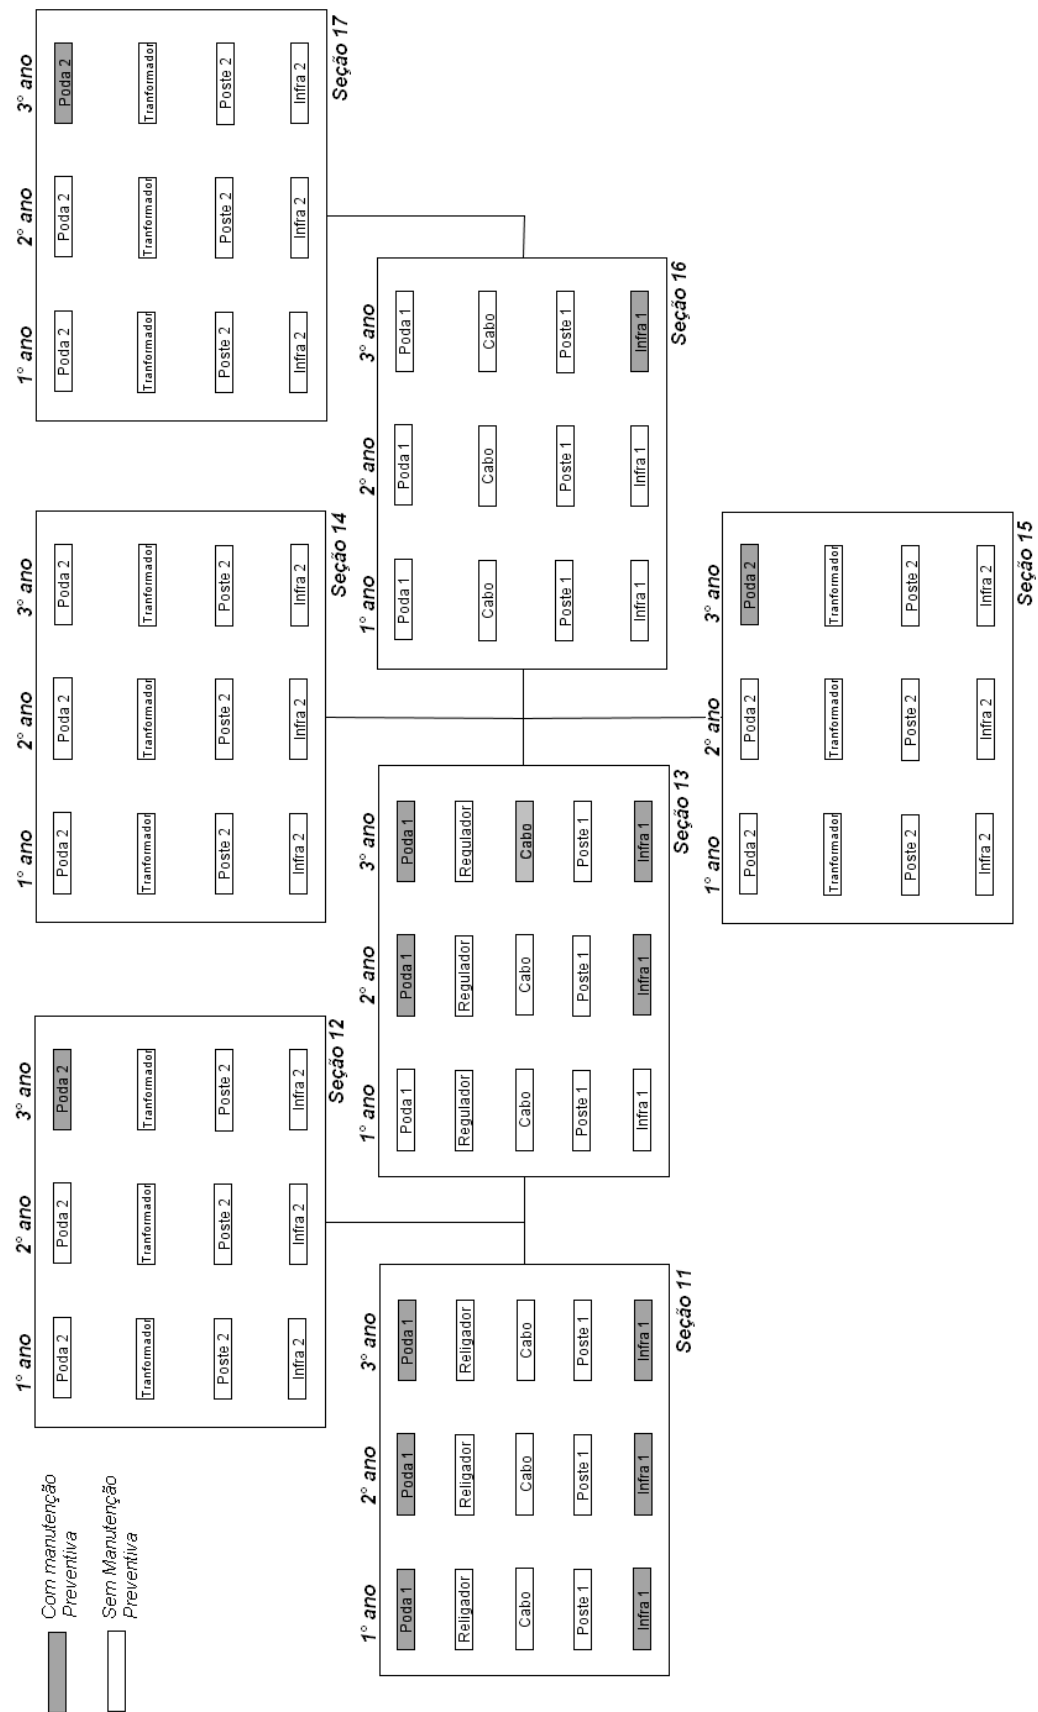 Com manutenção
Preventiva
Sem Manutenção
Preventiva
1° ano 2° ano 3° ano
Poda 2 Poda 2 Poda 2
Tranformador Tranformador Tranformador
Poste 2 Poste 2 Poste 2
Infra 2 Infra 2 Infra 2
Seção 12
1° ano 2° ano 3° ano
Poda 2 Poda 2 Poda 2
Tranformador Tranformador Tranformador
Poste 2 Poste 2 Poste 2
Infra 2 Infra 2 Infra 2
Seção 14
1° ano 2° ano 3° ano
Poda 2 Poda 2 Poda 2
Tranformador Tranformador Tranformador
Poste 2 Poste 2 Poste 2
Infra 2 Infra 2 Infra 2
Seção 17
1° ano 2° ano 3° ano
Poda 1 Poda 1 Poda 1
Religador Religador Religador
Cabo Cabo Cabo
Poste 1 Poste 1 Poste 1
Infra 1 Infra 1 Infra 1
Seção 11
1° ano 2° ano 3° ano
Poda 1 Poda 1 Poda 1
Regulador Regulador Regulador
Cabo Cabo Cabo
Poste 1 Poste 1 Poste 1
Infra 1 Infra 1 Infra 1
Seção 13
1° ano 2° ano 3° ano
Poda 1 Poda 1 Poda 1
Cabo Cabo Cabo
Poste 1 Poste 1 Poste 1
Infra 1 Infra 1 Infra 1
Seção 16
1° ano 2° ano 3° ano
Poda 2 Poda 2 Poda 2
Tranformador Tranformador Tranformador
Poste 2 Poste 2 Poste 2
Infra 2 Infra 2 Infra 2
Seção 15